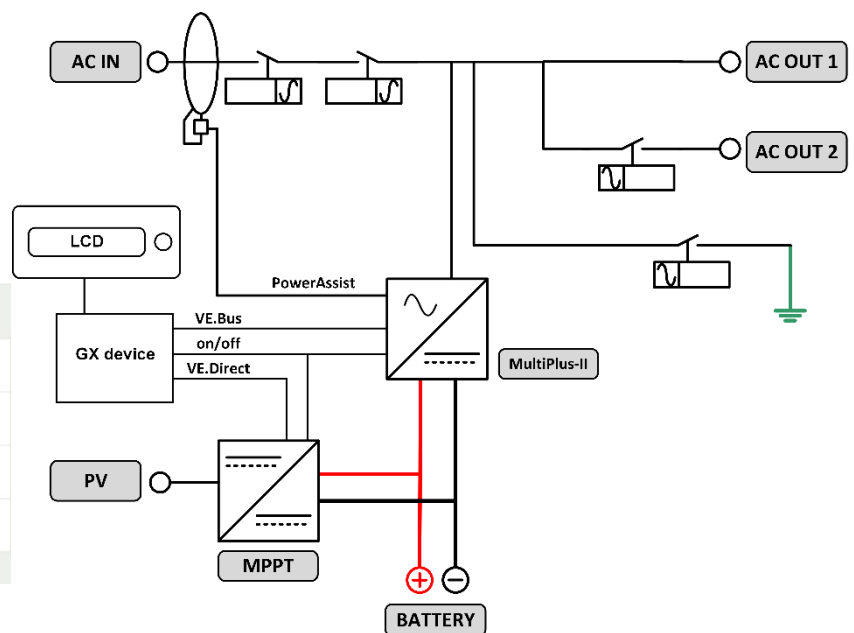 AC IN
AC OUT 1
AC OUT 2
LCD
PowerAssist
VE.Bus
GX device
on/off
VE.Direct
MultiPlus-II
PV
MPPT
+
−
BATTERY